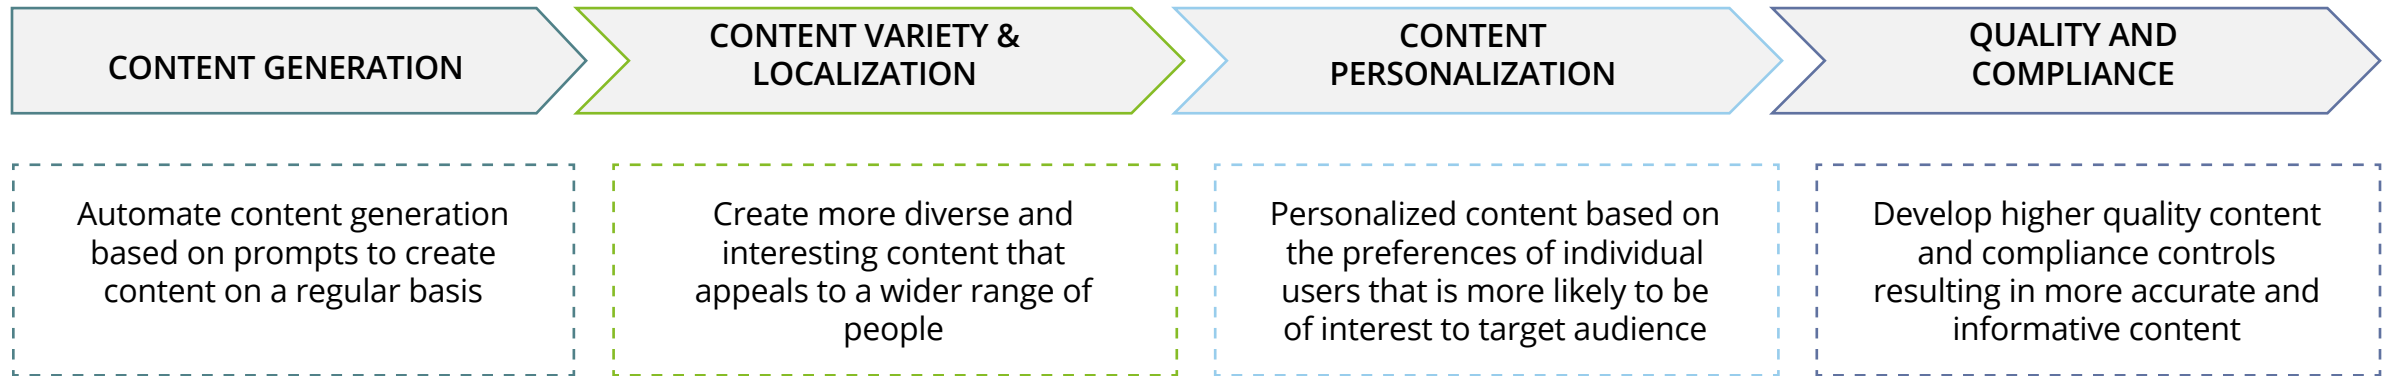 CONTENT GENERATION
CONTENT VARIETY &
LOCALIZATION
CONTENT
PERSONALIZATION
QUALITY AND
COMPLIANCE
Automate content generation
based on prompts to create
content on a regular basis
Create more diverse and
interesting content that
appeals to a wider range of
people
Personalized content based on
the preferences of individual
users that is more likely to be
of interest to target audience
Develop higher quality content
and compliance controls
resulting in more accurate and
informative content